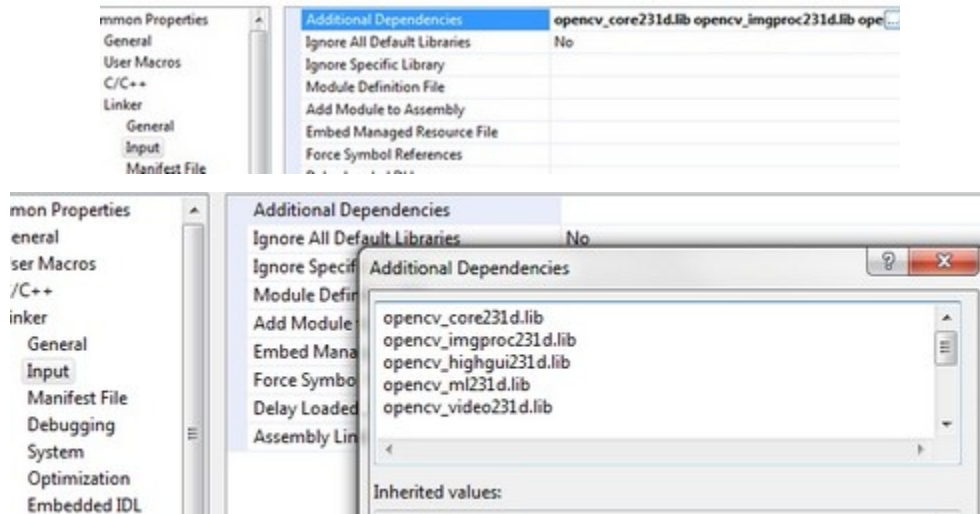 mmon Properties
General
User Macros
C/C++
Linker
General
Input
Manifest File
Additional Dependencies opencv_core231d.lib opencv_imgproc231d.lib ope ...
Ignore All Default Libraries No
Ignore Specific Library
Module Definition File
Add Module to Assembly
Embed Managed Resource File
Force Symbol References
mon Properties
eneral
ser Macros
/C++
inker
General
Input
Manifest File
Debugging
System
Optimization
Embedded IDL
Additional Dependencies
Ignore All Default Libraries No
Ignore Specif
Module Defin
Add Module
Embed Mana
Force Symbo
Delay Loaded
Assembly Lin
Additional Dependencies
opencv_core231d.lib
opencv_imgproc231d.lib
opencv_highgui231d.lib
opencv_ml231d.lib
opencv_video231d.lib
Inherited values: